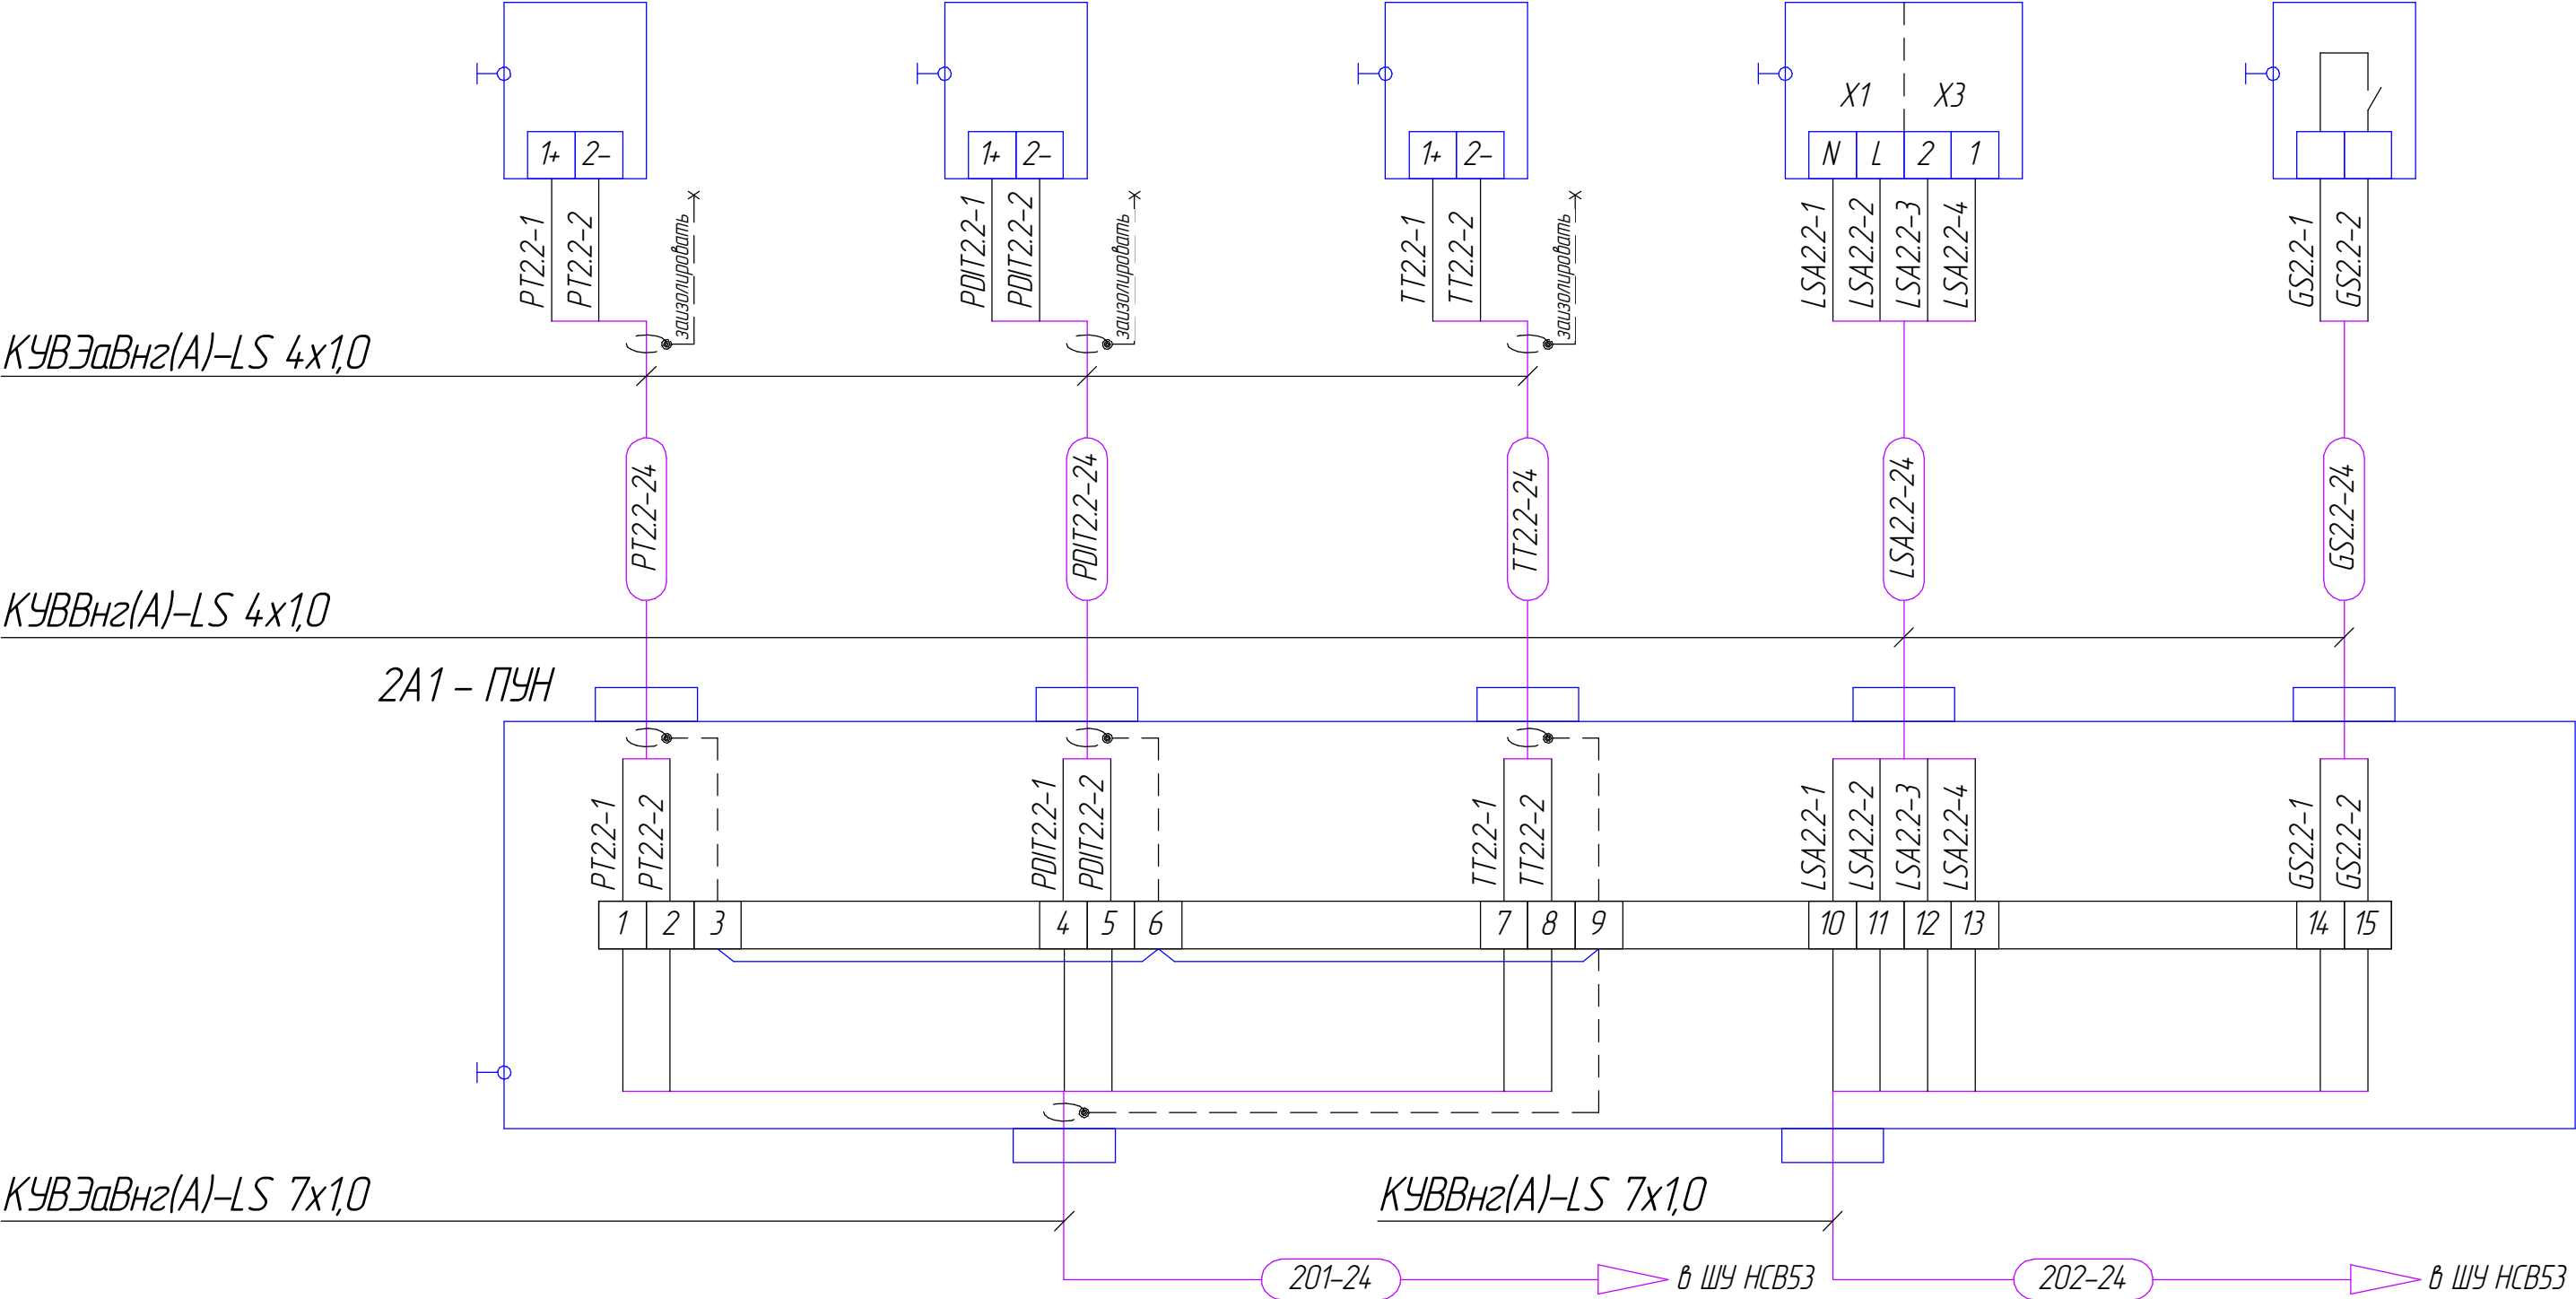 X1 X3
1+ 2- 1+ 2- 1+ 2- N L 2 1
PT2.2-1 PT2.2-2 заизолировать PDIT2.2-1 PDIT2.2-2 заизолировать TT2.2-1 TT2.2-2 заизолировать LSA2.2-1 LSA2.2-2 LSA2.2-3 LSA2.2-4 GS2.2-1 GS2.2-2
КУВЭаВнг(А)-LS 4х1,0
PT2.2-24 PDIT2.2-24 TT2.2-24 LSA2.2-24 GS2.2-24
КУВВнг(А)-LS 4х1,0
2А1 - ПУН
PT2.2-1 PT2.2-2 PDIT2.2-1 PDIT2.2-2 TT2.2-1 TT2.2-2 LSA2.2-1 LSA2.2-2 LSA2.2-3 LSA2.2-4 GS2.2-1 GS2.2-2
1 2 3 4 5 6 7 8 9 10 11 12 13 14 15
КУВЭаВнг(А)-LS 7х1,0 КУВВнг(А)-LS 7х1,0
201-24 в ШУ НСВ53 202-24 в ШУ НСВ53